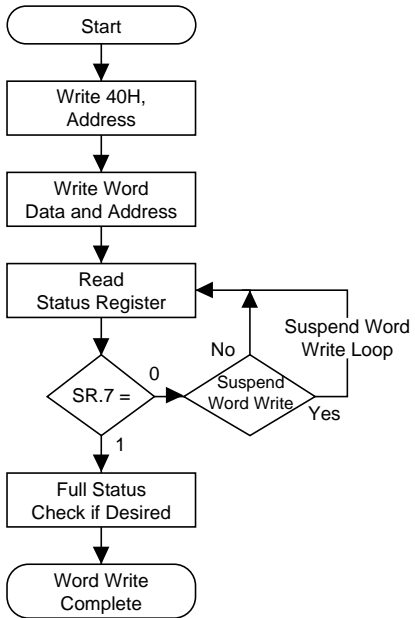 Start
Write 40H,
Address
Write Word
Data and Address
Read
Status Register
Suspend Word
Write Loop
No
0
SR.7 =
Suspend
Word Write
Yes
1
Full Status
Check if Desired
Word Write
Complete